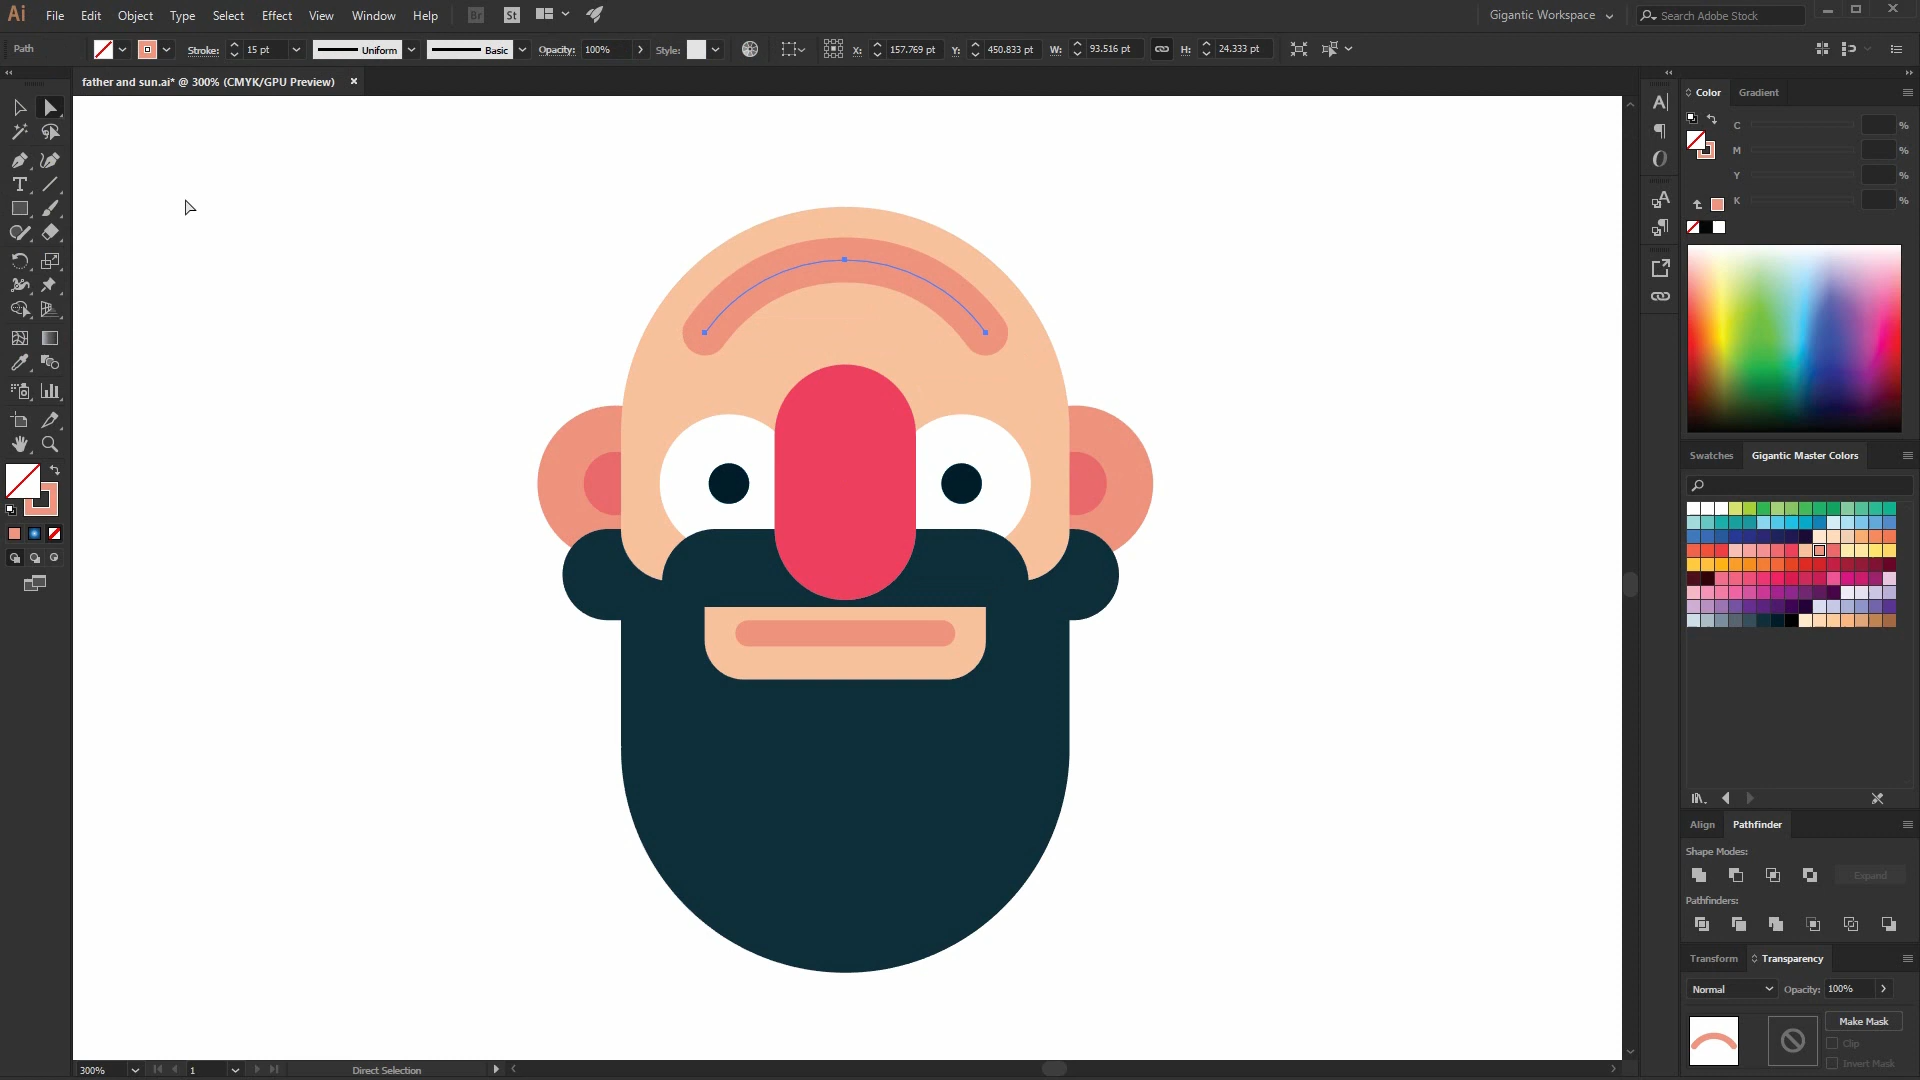 Ai File Edit Object Type Select Effect View Window Help Br St Gigantic Workspace Search Adobe Stock
Path Stroke: 15 pt Uniform Basic Opacity: 100% Style: X: 157.769 pt Y: 450.833 pt W: 93.516 pt H: 24.333 pt
father and sun.ai* @ 300% (CMYK/GPU Preview)
Color Gradient
C %
M %
Y %
K %
Swatches Gigantic Master Colors
Align Pathfinder
Shape Modes:
Expand
Pathfinders:
Transform Transparency
Normal Opacity: 100%
Make Mask
Clip
Invert Mask
300% 1 Direct Selection